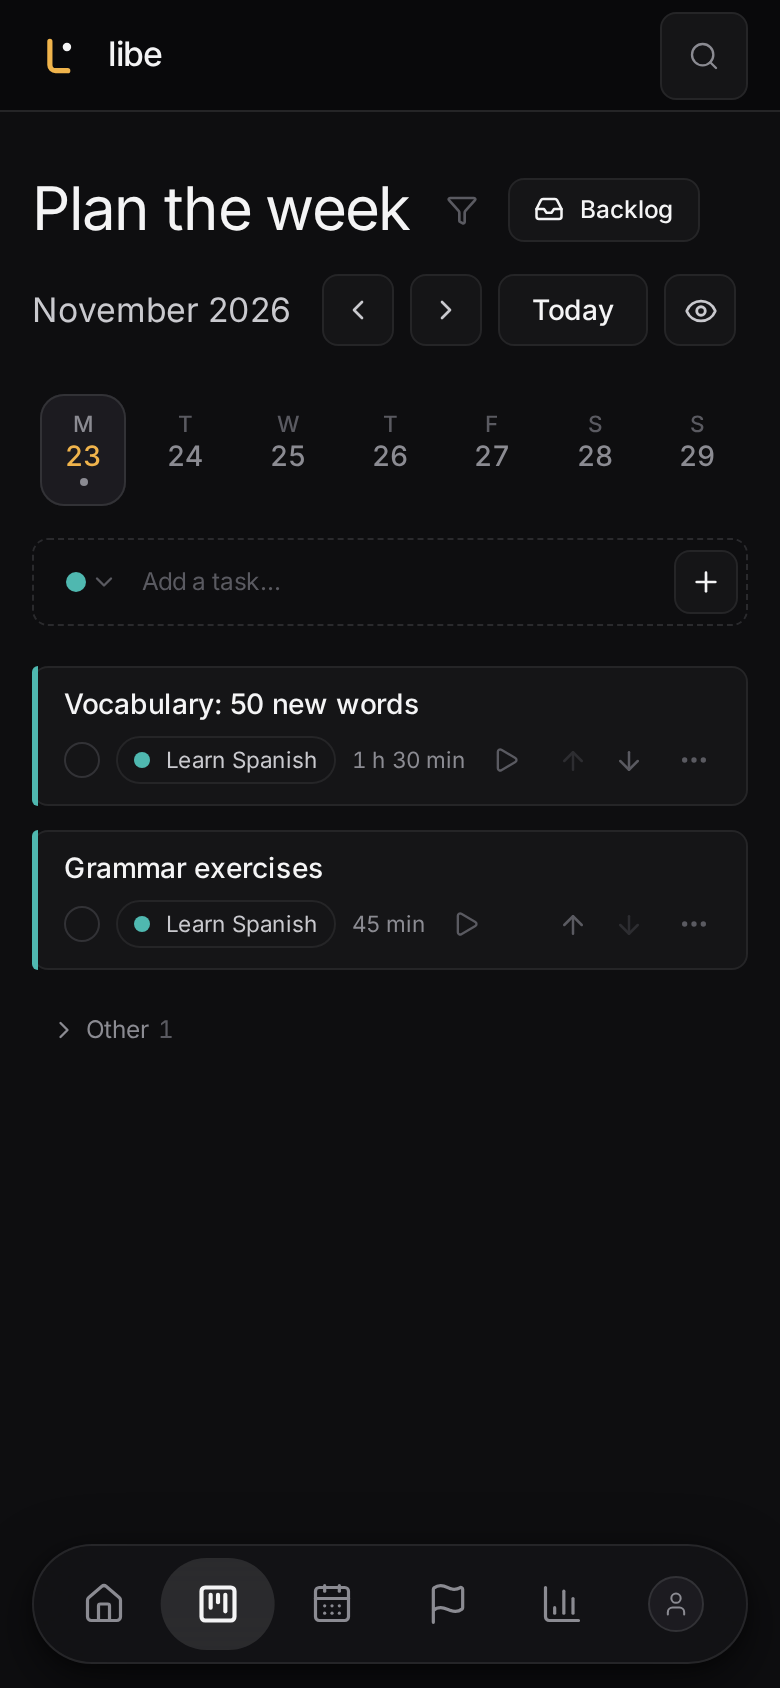 libe
Plan the week
Backlog
November 2026
Today
M T W T F S S
23 24 25 26 27 28 29
Add a task...
Vocabulary: 50 new words
Learn Spanish 1 h 30 min
Grammar exercises
Learn Spanish 45 min
Other 1